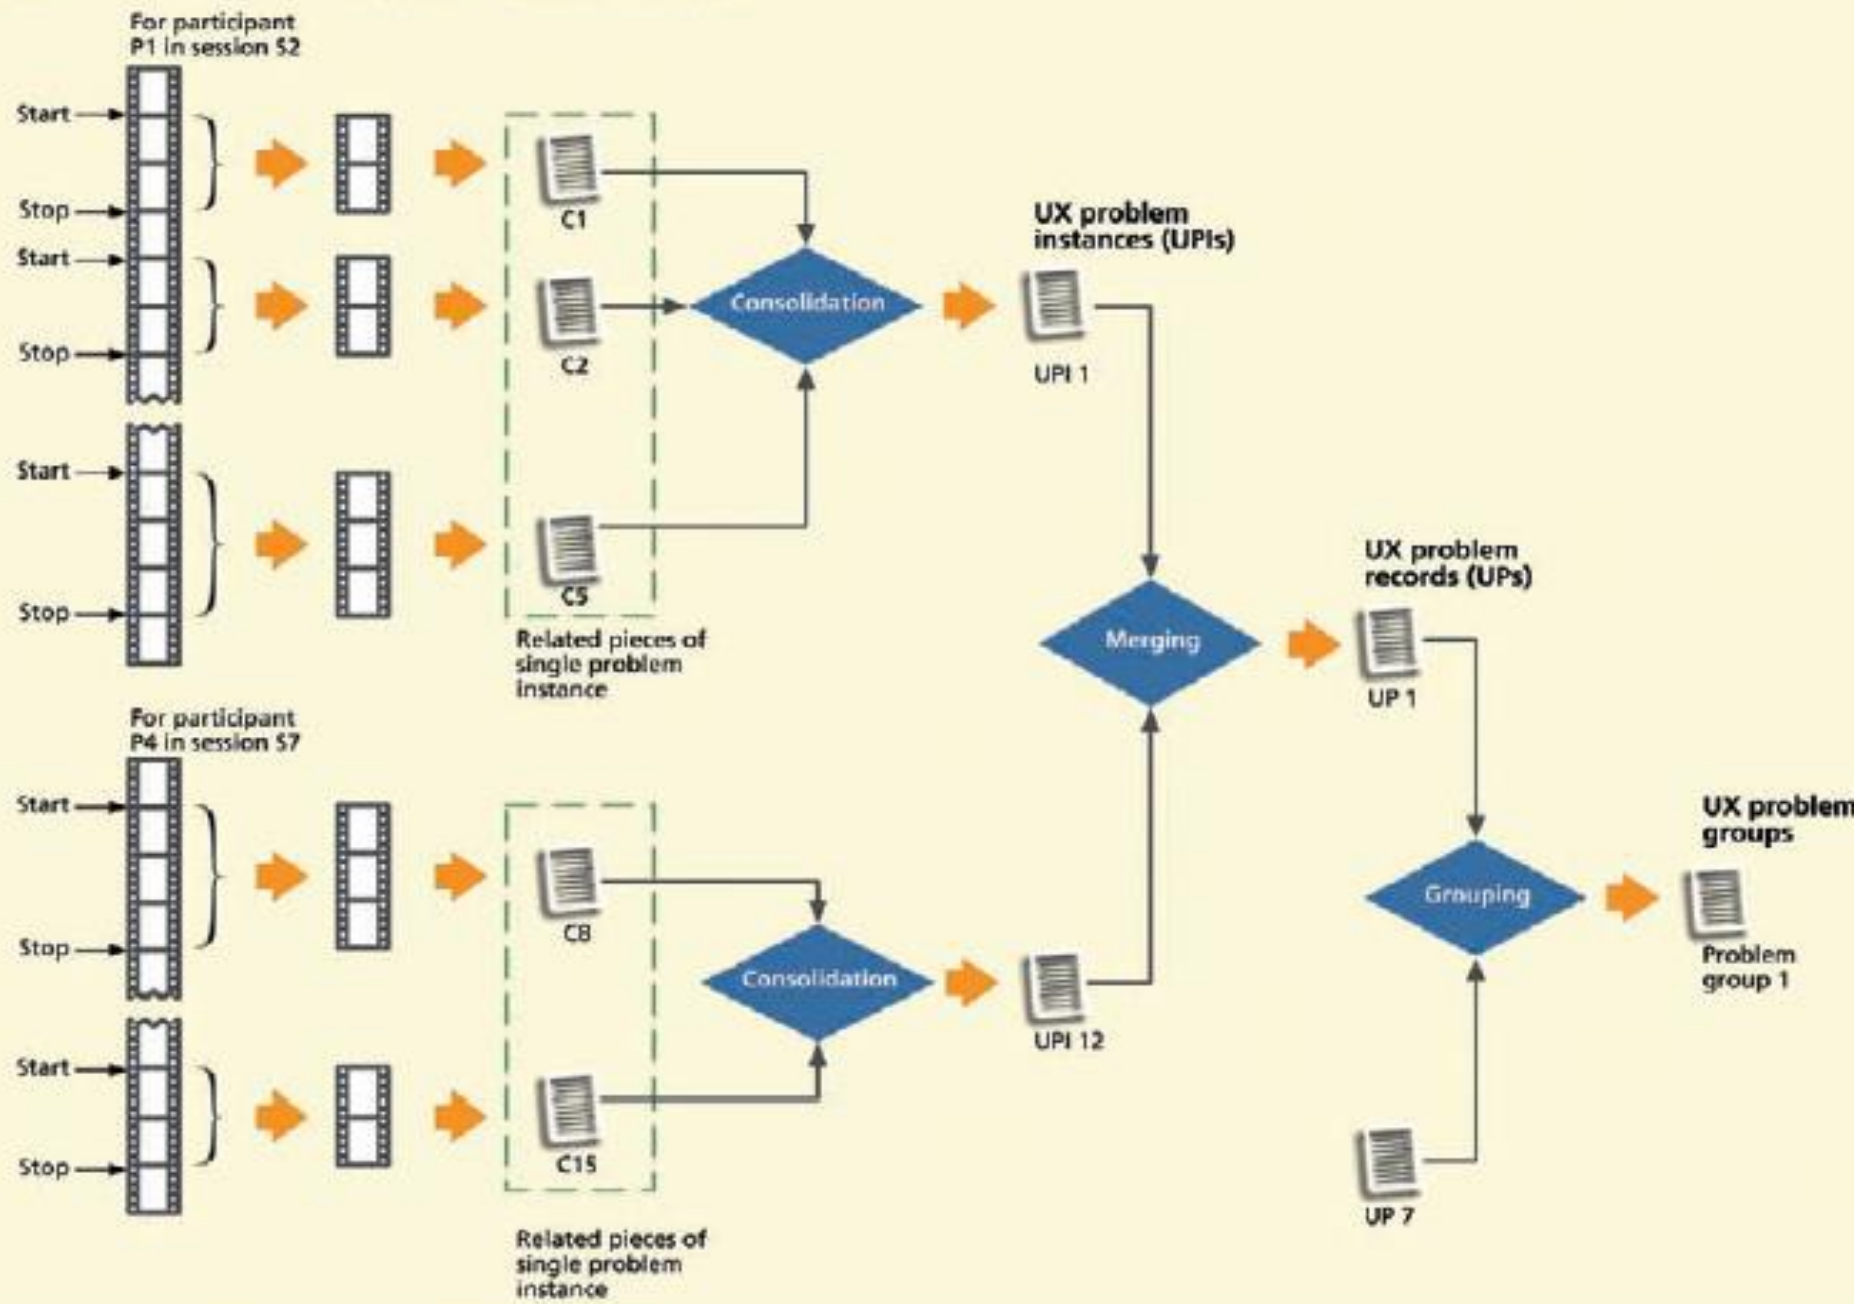 For participant
P1 in session S2
Start
Stop
Start
Stop
Start
Stop
C1
C2
C5
Related pieces of
single problem
instance
Consolidation
UX problem
instances (UPIs)
UPI 1
For participant
P4 in session S7
Start
Stop
Start
Stop
C8
C15
Related pieces of
single problem
instance
Consolidation
UPI 12
Merging
UX problem
records (UPs)
UP 1
UP 7
Grouping
UX problem
groups
Problem
group 1